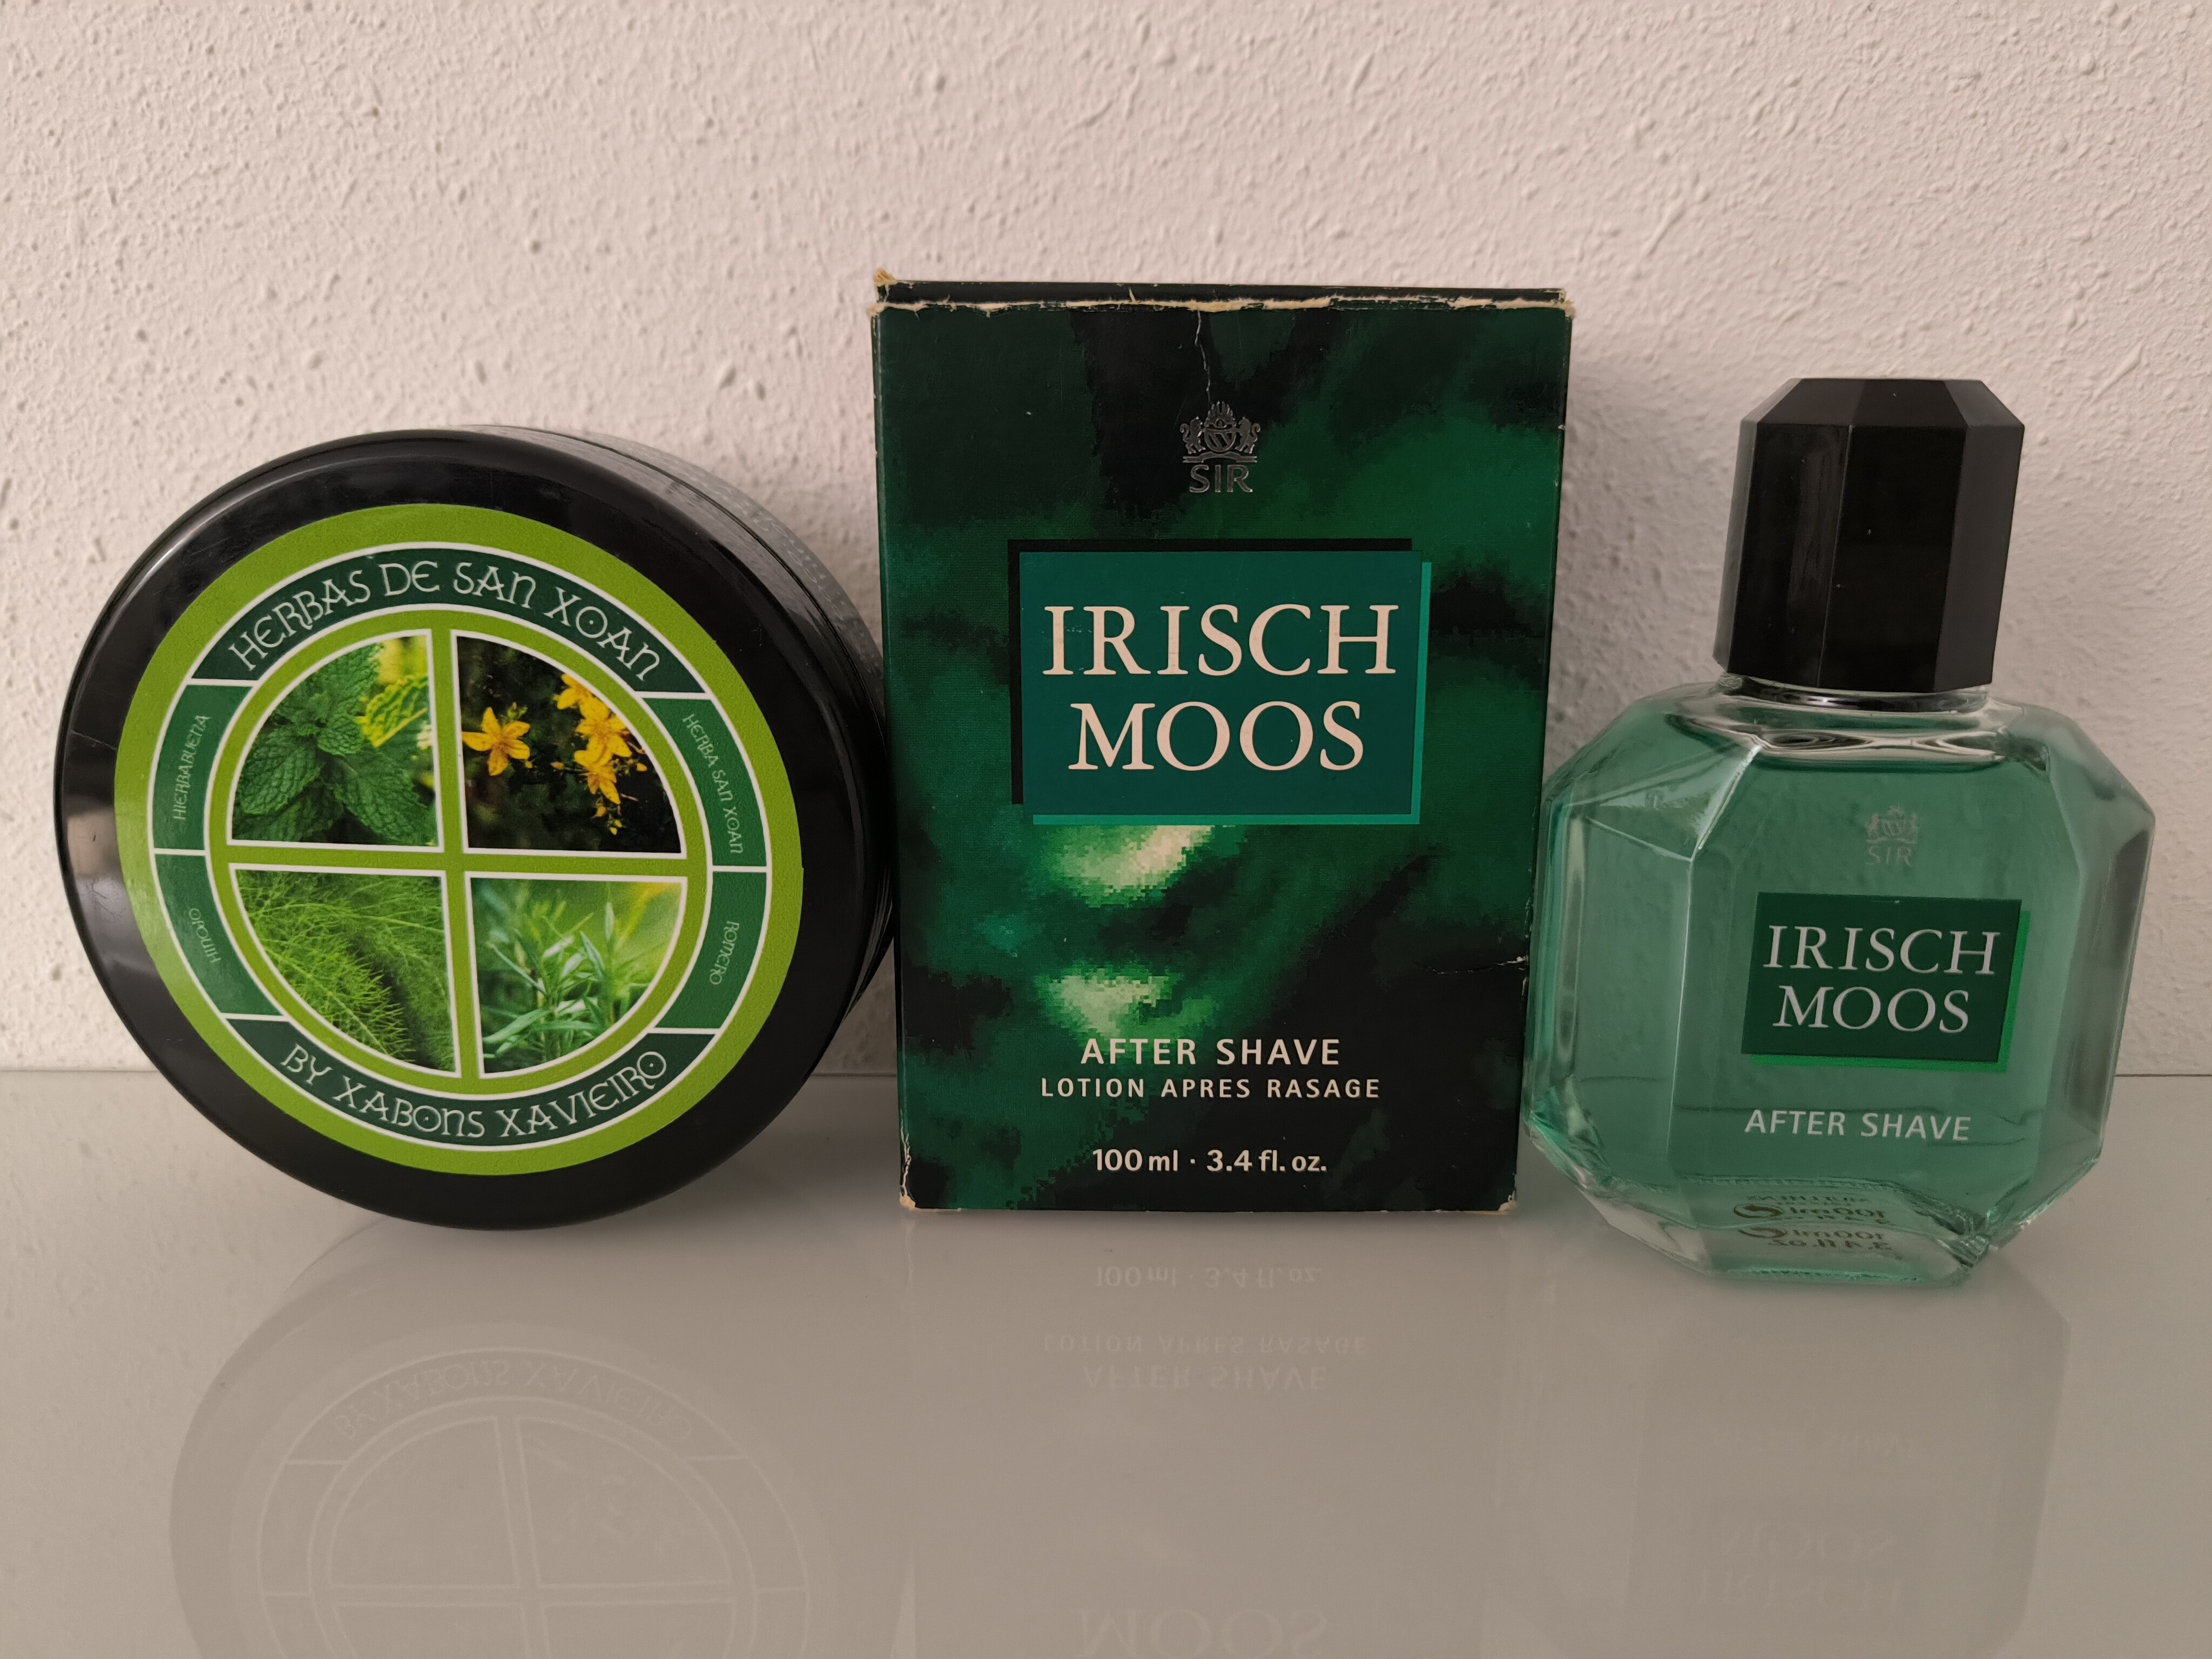 HERBAS DE SAN XOAN
HIERBABUENA
HERBA SAN XOAN
HINOJO
ROMERO
BY XABONS XAVIEIRO
SIR
IRISCH
MOOS
AFTER SHAVE
LOTION APRES RASAGE
100 ml · 3.4 fl. oz.
SIR
IRISCH
MOOS
AFTER SHAVE
100ml